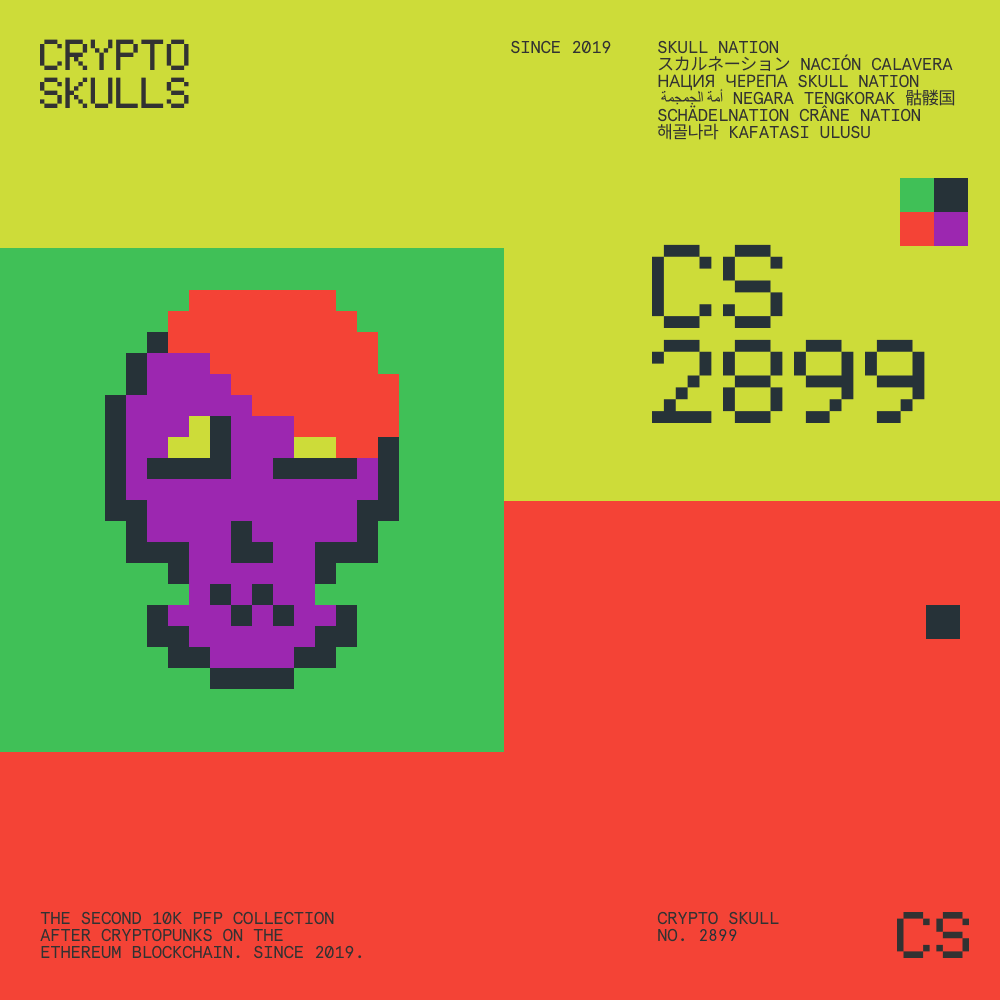 CRYPTO
SKULLS
SINCE 2019
SKULL NATION
スカルネーション NACIÓN CALAVERA
НАЦИЯ ЧЕРЕПА SKULL NATION
أمة الجمجمة NEGARA TENGKORAK 骷髅国
SCHÄDELNATION CRÂNE NATION
해골나라 KAFATASI ULUSU
CS
2899
THE SECOND 10K PFP COLLECTION
AFTER CRYPTOPUNKS ON THE
ETHEREUM BLOCKCHAIN. SINCE 2019.
CRYPTO SKULL
NO. 2899
CS